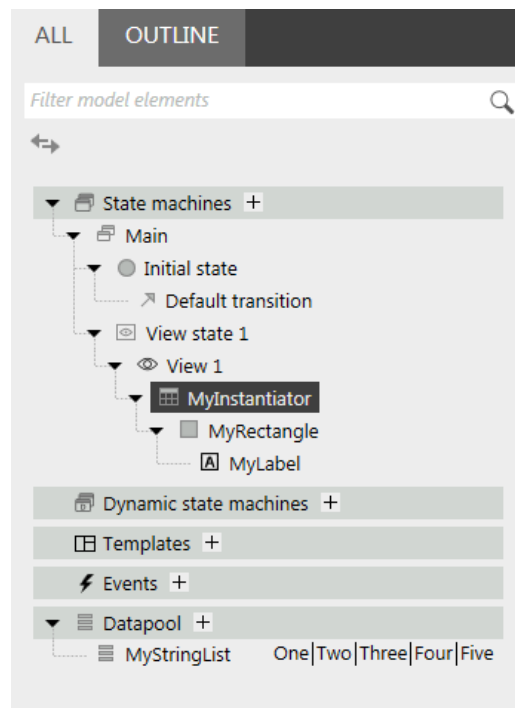 ALL OUTLINE
Filter model elements
State machines +
Main
Initial state
Default transition
View state 1
View 1
MyInstantiator
MyRectangle
A MyLabel
Dynamic state machines +
Templates +
Events +
Datapool +
MyStringList One|Two|Three|Four|Five